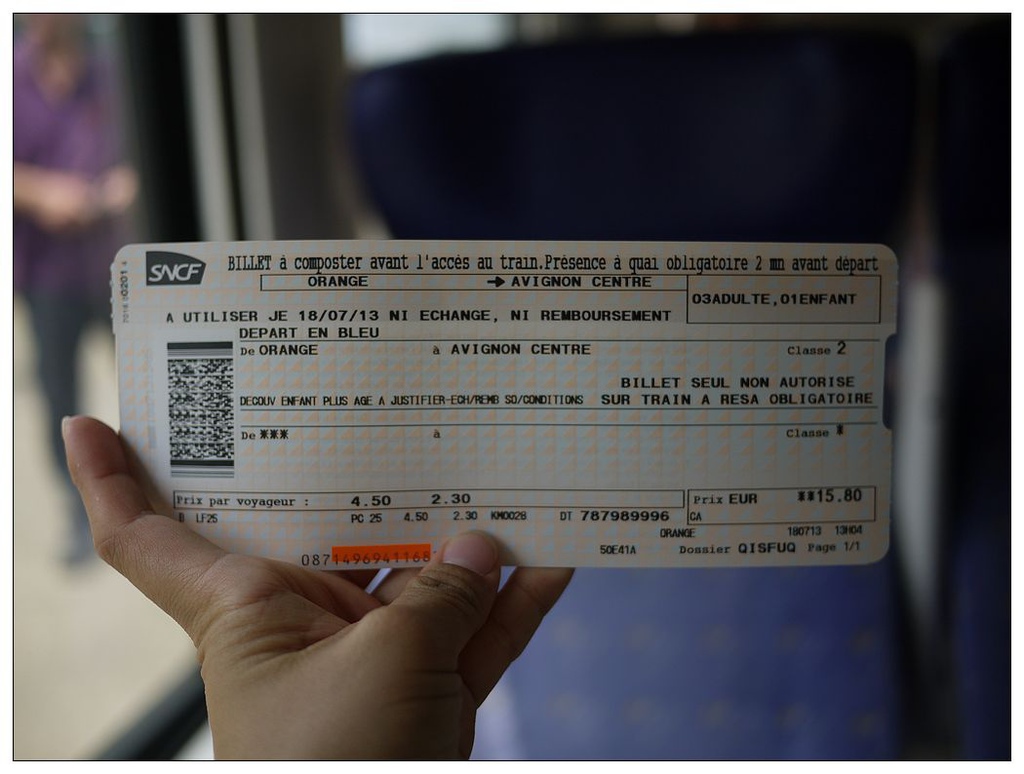 SNCF
BILLET à composter avant l'accès au train.Présence à quai obligatoire 2 mn avant départ
ORANGE → AVIGNON CENTRE
03ADULTE,01ENFANT
A UTILISER JE 18/07/13 NI ECHANGE, NI REMBOURSEMENT
DEPART EN BLEU
De ORANGE à AVIGNON CENTRE Classe 2
BILLET SEUL NON AUTORISE
DECOUV ENFANT PLUS AGE A JUSTIFIER-ECH/REMB SO/CONDITIONS SUR TRAIN A RESA OBLIGATOIRE
De *** à Classe *
Prix par voyageur : 4.50 2.30 Prix EUR **15.80
LF25 PC 25 4.50 2.30 KM0028 DT 787989996 CA
ORANGE 180713 13H04
0871496941168 50E41A Dossier QISFUQ Page 1/1